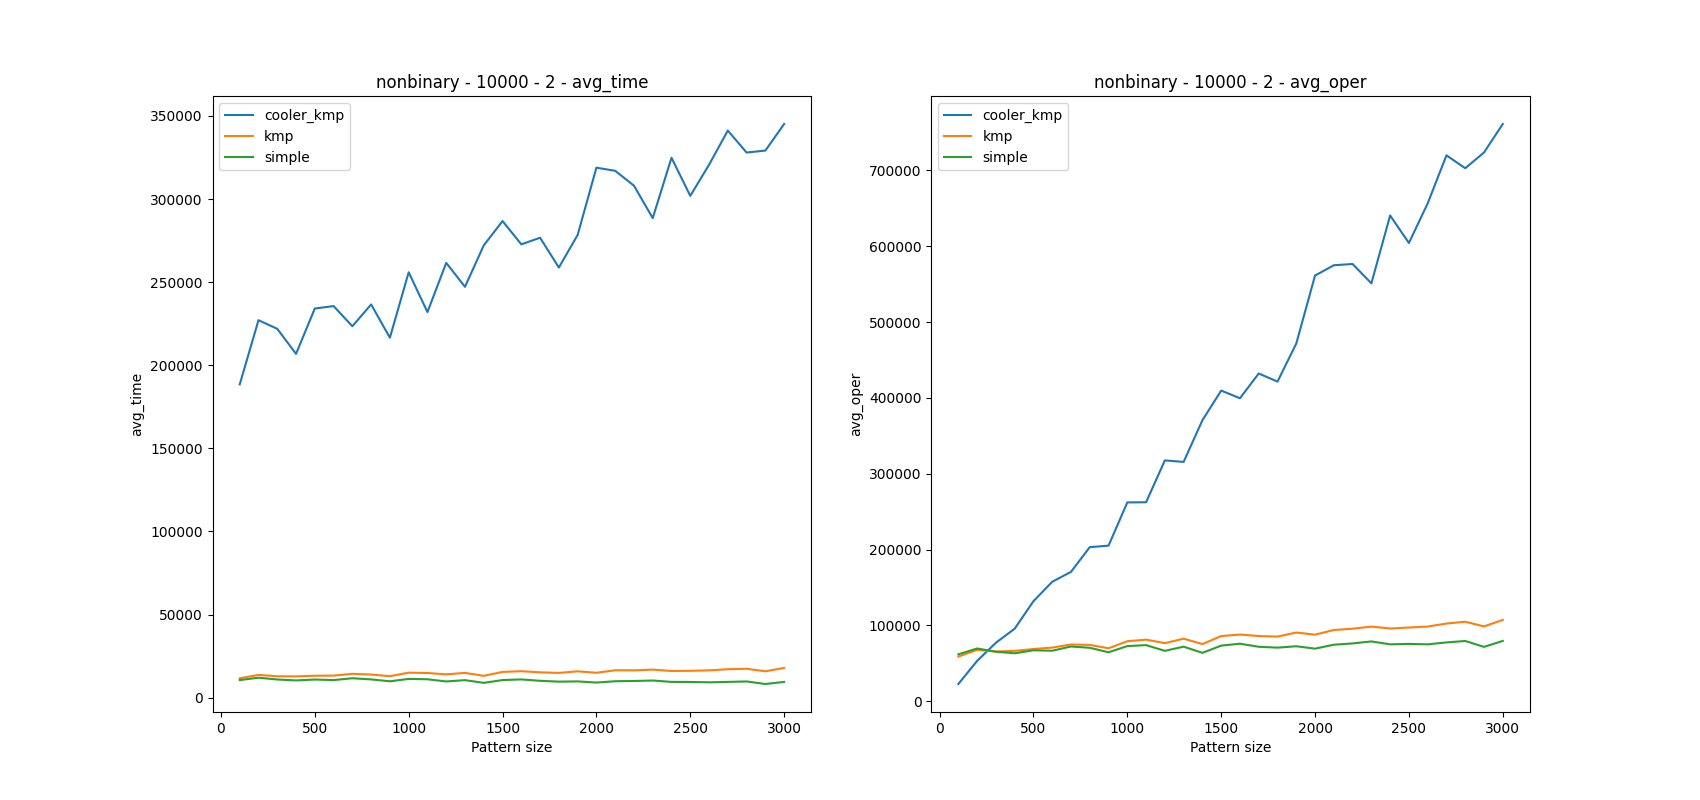 nonbinary - 10000 - 2 - avg_time
cooler_kmp
kmp
simple
350000
300000
250000
200000
150000
100000
50000
0
avg_time
0 500 1000 1500 2000 2500 3000
Pattern size
nonbinary - 10000 - 2 - avg_oper
cooler_kmp
kmp
simple
700000
600000
500000
400000
300000
200000
100000
0
avg_oper
0 500 1000 1500 2000 2500 3000
Pattern size